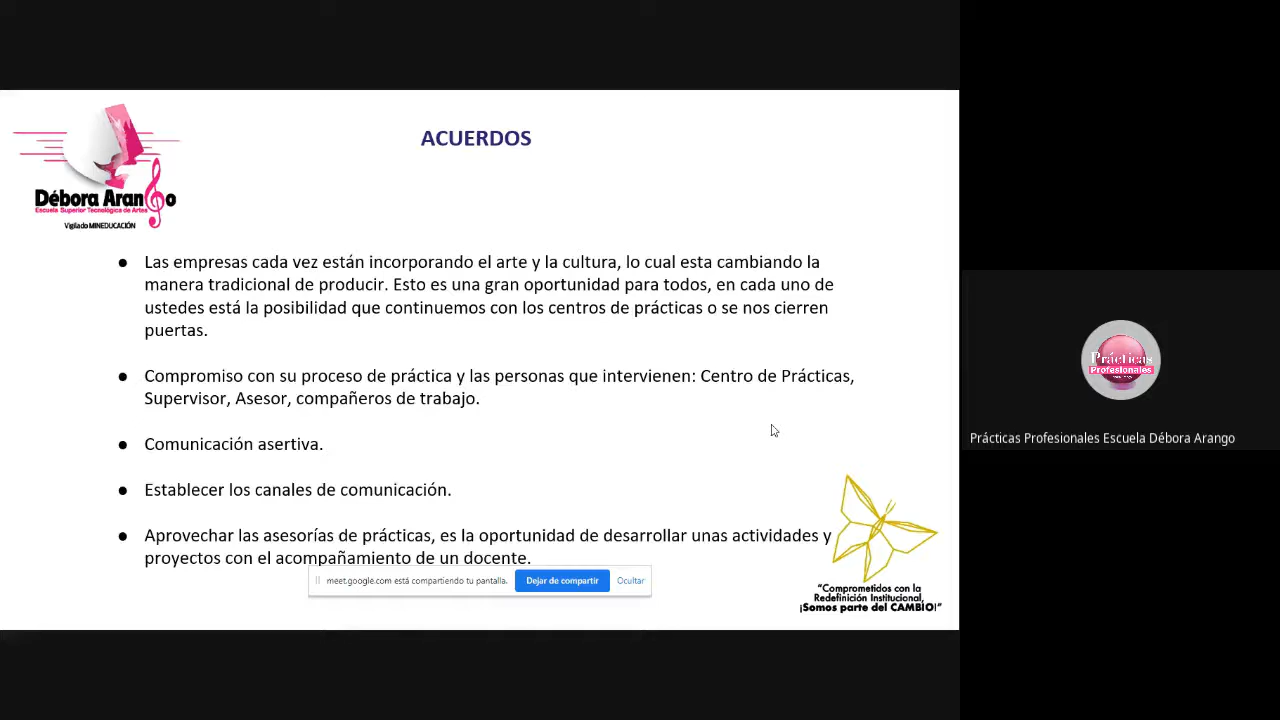 ACUERDOS
Débora Arango
Escuela Superior Tecnológica de Artes
Vigilado MINEDUCACIÓN
● Las empresas cada vez están incorporando el arte y la cultura, lo cual esta cambiando la
manera tradicional de producir. Esto es una gran oportunidad para todos, en cada uno de
ustedes está la posibilidad que continuemos con los centros de prácticas o se nos cierren
puertas.
● Compromiso con su proceso de práctica y las personas que intervienen: Centro de Prácticas,
Supervisor, Asesor, compañeros de trabajo.
● Comunicación asertiva.
● Establecer los canales de comunicación.
● Aprovechar las asesorías de prácticas, es la oportunidad de desarrollar unas actividades y
proyectos con el acompañamiento de un docente.
meet.google.com está compartiendo tu pantalla.
Dejar de compartir
Ocultar
“Comprometidos con la
Redefinición Institucional,
¡Somos parte del CAMBIO!”
Prácticas
Profesionales
Prácticas Profesionales Escuela Débora Arango